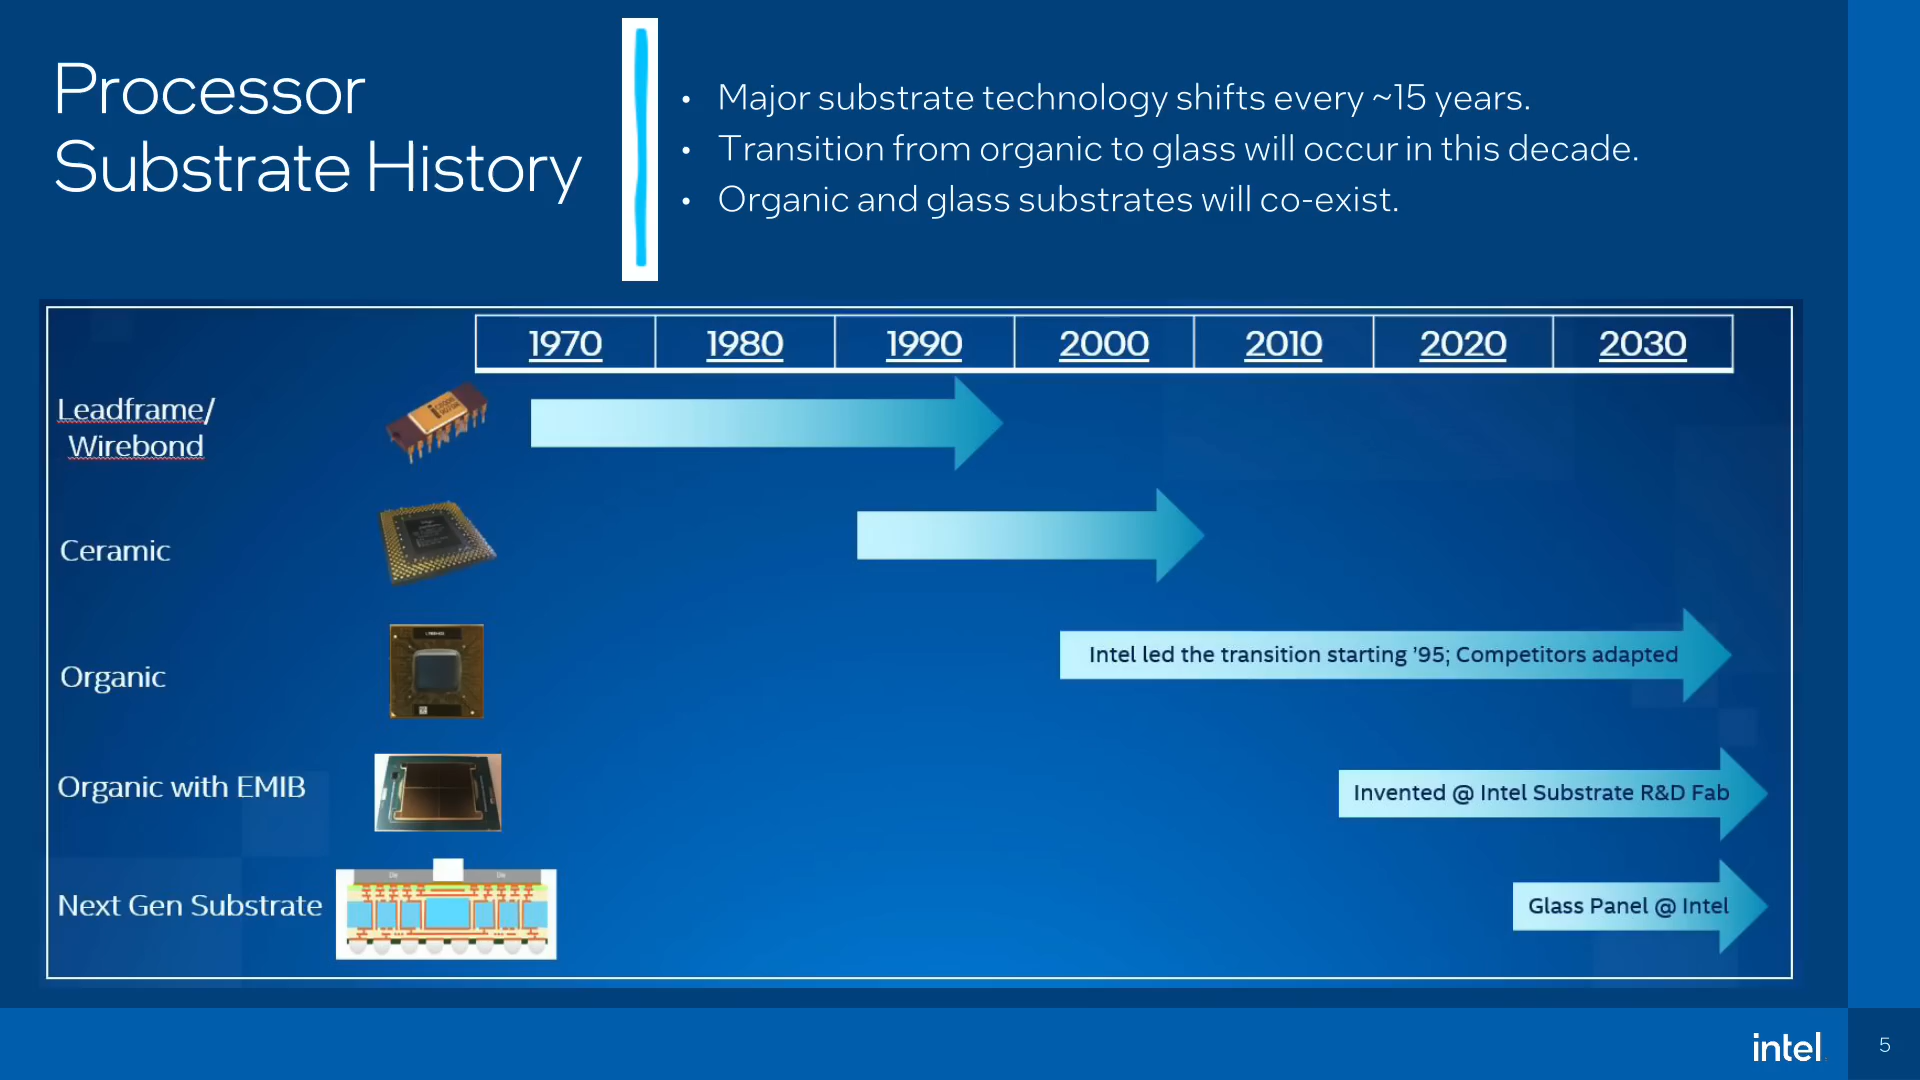 Processor
Substrate History
• Major substrate technology shifts every ~15 years.
• Transition from organic to glass will occur in this decade.
• Organic and glass substrates will co-exist.
1970 1980 1990 2000 2010 2020 2030
Leadframe/
Wirebond
Ceramic
Organic
Intel led the transition starting ’95; Competitors adapted
Organic with EMIB
Invented @ Intel Substrate R&D Fab
Next Gen Substrate
Glass Panel @ Intel
intel
5